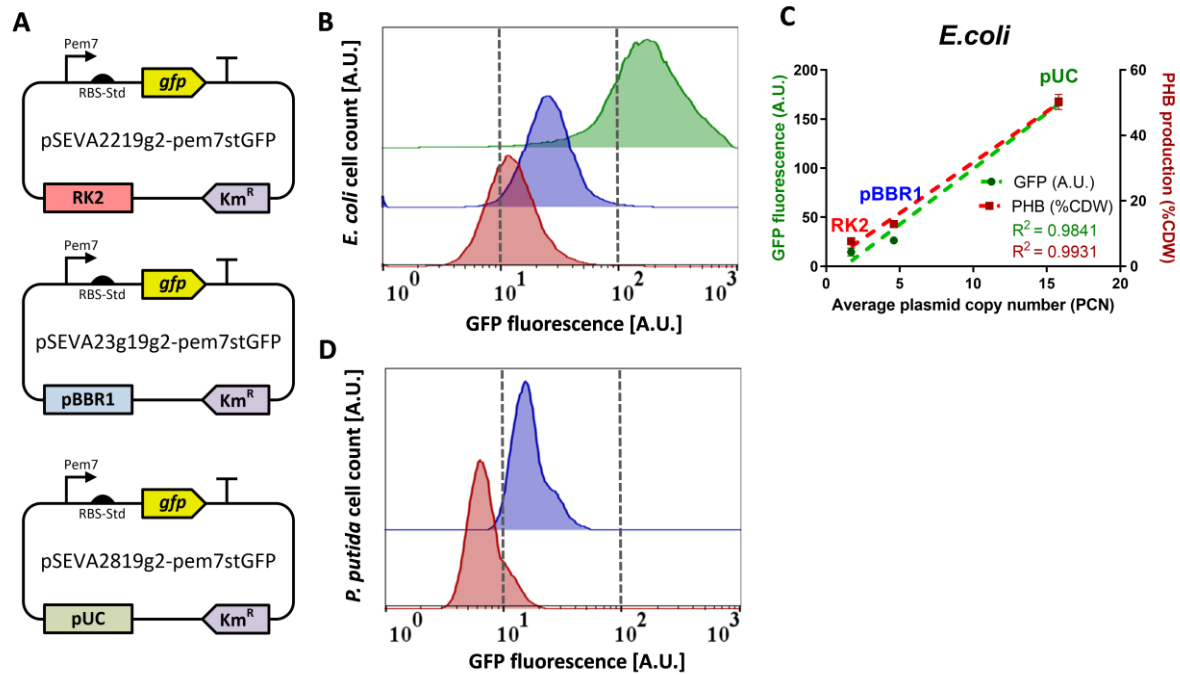 A
Pem7
RBS-Std
gfp
pSEVA2219g2-pem7stGFP
RK2
Km^R
Pem7
RBS-Std
gfp
pSEVA23g19g2-pem7stGFP
pBBR1
Km^R
Pem7
RBS-Std
gfp
pSEVA2819g2-pem7stGFP
pUC
Km^R
B
E. coli cell count [A.U.]
10^0 10^1 10^2 10^3
GFP fluorescence [A.U.]
C
E.coli
GFP fluorescence (A.U.)
200
150
100
50
0
PHB production (%CDW)
60
40
20
0
pUC
pBBR1
RK2
GFP (A.U.)
PHB (%CDW)
R² = 0.9841
R² = 0.9931
0 5 10 15 20
Average plasmid copy number (PCN)
D
P. putida cell count [A.U.]
10^0 10^1 10^2 10^3
GFP fluorescence [A.U.]